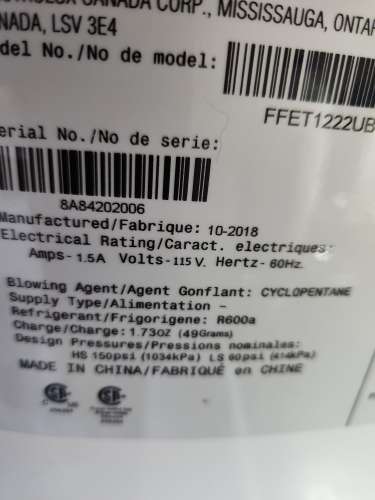 CANADA CORP., MISSISSAUGA, ONTAR
NADA, L5V 3E4
del No./No de model:
FFET1222UB
erial No./No de serie:
8A84202006
Manufactured/Fabrique: 10-2018
Electrical Rating/Caract. electriques:
Amps- 1.5A Volts- 115 V. Hertz- 60Hz.
Blowing Agent/Agent Gonflant: CYCLOPENTANE
Supply Type/Alimentation -
Refrigerant/Frigorigene: R600a
Charge/Charge: 1.73OZ (49Grams)
Design Pressures/Pressions nominales:
HS 150psi (1034kPa) LS 60psi (414kPa)
MADE IN CHINA/FABRIQUÉ en CHINE